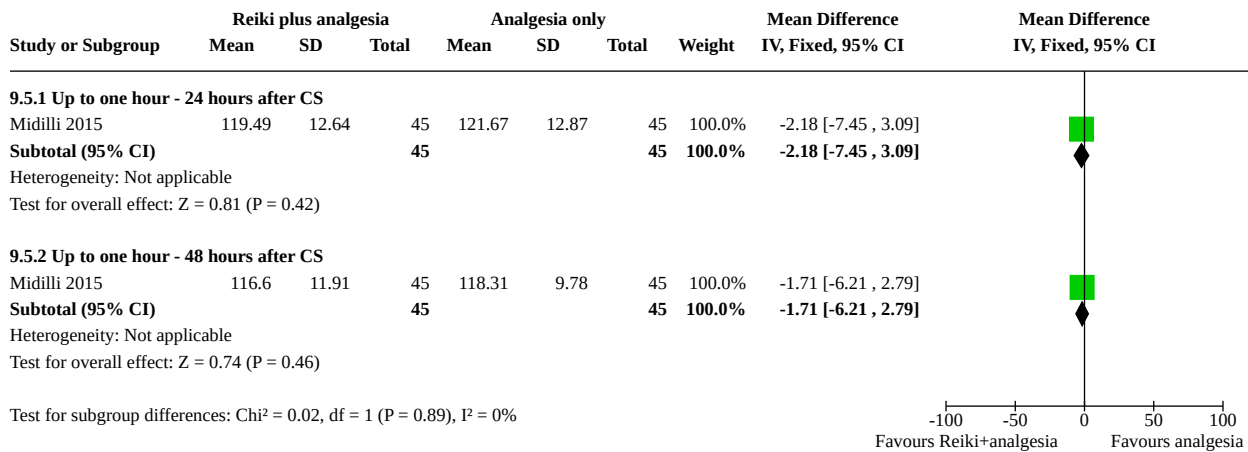 Reiki plus analgesia Analgesia only Mean Difference Mean Difference
Study or Subgroup Mean SD Total Mean SD Total Weight IV, Fixed, 95% CI IV, Fixed, 95% CI
9.5.1 Up to one hour - 24 hours after CS
Midilli 2015 119.49 12.64 45 121.67 12.87 45 100.0% -2.18 [-7.45 , 3.09]
Subtotal (95% CI) 45 45 100.0% -2.18 [-7.45 , 3.09]
Heterogeneity: Not applicable
Test for overall effect: Z = 0.81 (P = 0.42)
9.5.2 Up to one hour - 48 hours after CS
Midilli 2015 116.6 11.91 45 118.31 9.78 45 100.0% -1.71 [-6.21 , 2.79]
Subtotal (95% CI) 45 45 100.0% -1.71 [-6.21 , 2.79]
Heterogeneity: Not applicable
Test for overall effect: Z = 0.74 (P = 0.46)
Test for subgroup differences: Chi² = 0.02, df = 1 (P = 0.89), I² = 0%
-100 -50 0 50 100
Favours Reiki+analgesia Favours analgesia